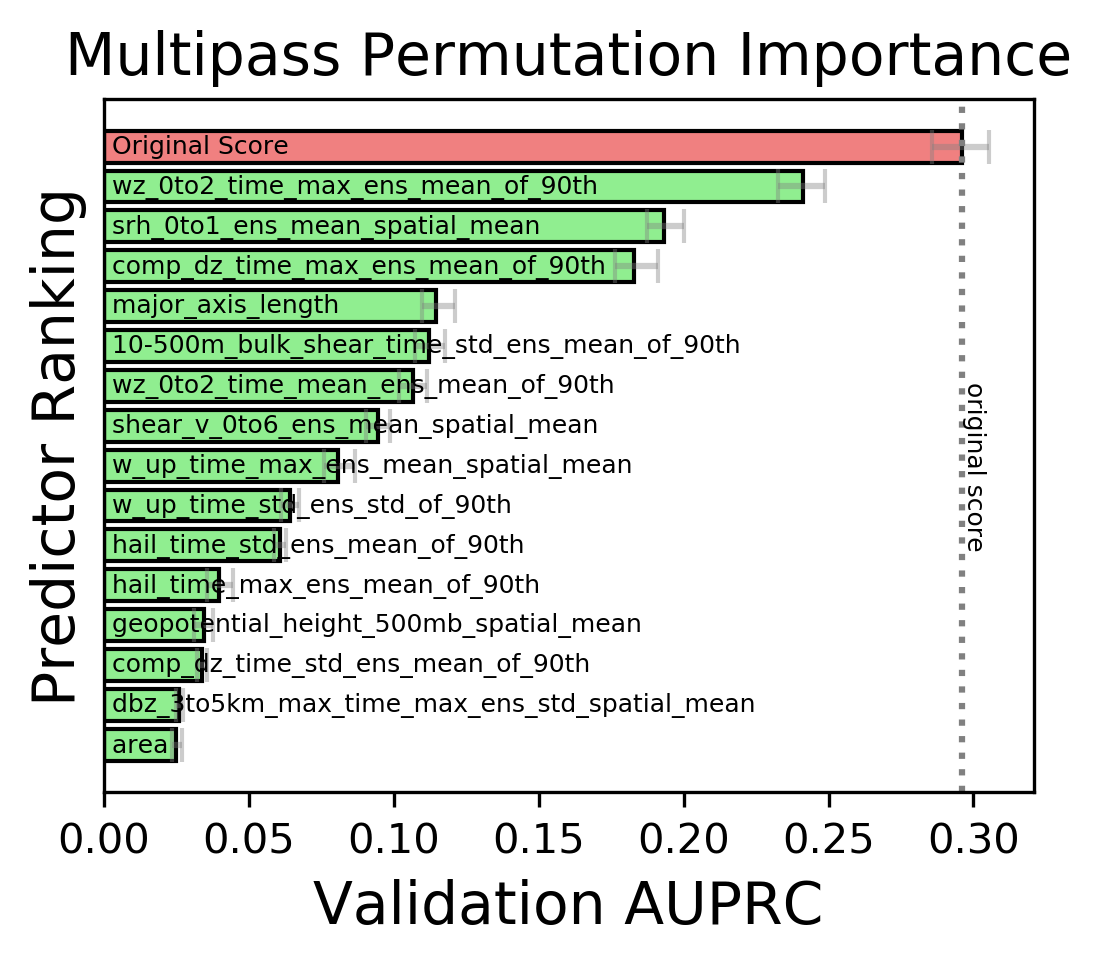 Multipass Permutation Importance
Predictor Ranking
Original Score
wz_0to2_time_max_ens_mean_of_90th
srh_0to1_ens_mean_spatial_mean
comp_dz_time_max_ens_mean_of_90th
major_axis_length
10-500m_bulk_shear_time_std_ens_mean_of_90th
wz_0to2_time_mean_ens_mean_of_90th
shear_v_0to6_ens_mean_spatial_mean
w_up_time_max_ens_mean_spatial_mean
w_up_time_std_ens_std_of_90th
hail_time_std_ens_mean_of_90th
hail_time_max_ens_mean_of_90th
geopotential_height_500mb_spatial_mean
comp_dz_time_std_ens_mean_of_90th
dbz_3to5km_max_time_max_ens_std_spatial_mean
area
original score
0.00 0.05 0.10 0.15 0.20 0.25 0.30
Validation AUPRC